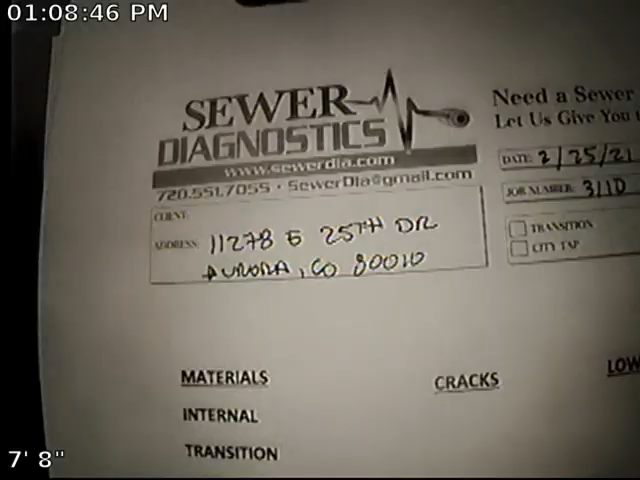 01:08:46 PM
SEWER
DIAGNOSTICS
www.sewerdia.com
720.551.7055 · SewerDia@gmail.com
Need a Sewer
Let Us Give You
DATE: 2/25/21
JOB NUMBER: 311D
CLIENT:
ADDRESS: 11278 E 25TH DR
AURORA, CO 80010
TRANSITION
CITY TAP
MATERIALS
CRACKS
LOW
INTERNAL
TRANSITION
7' 8"